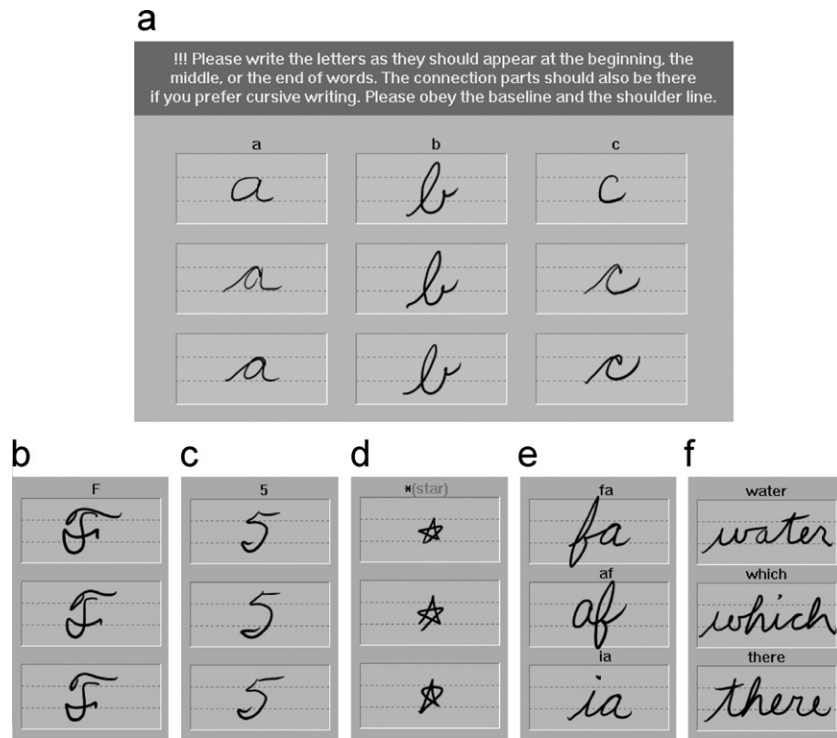 a
!!! Please write the letters as they should appear at the beginning, the
middle, or the end of words. The connection parts should also be there
if you prefer cursive writing. Please obey the baseline and the shoulder line.
a b c
a b c
a b c
a b c
b c d e f
F 5 *(star) fa water
F 5 fa water
af which
F 5 af which
ia there
F 5 ia there